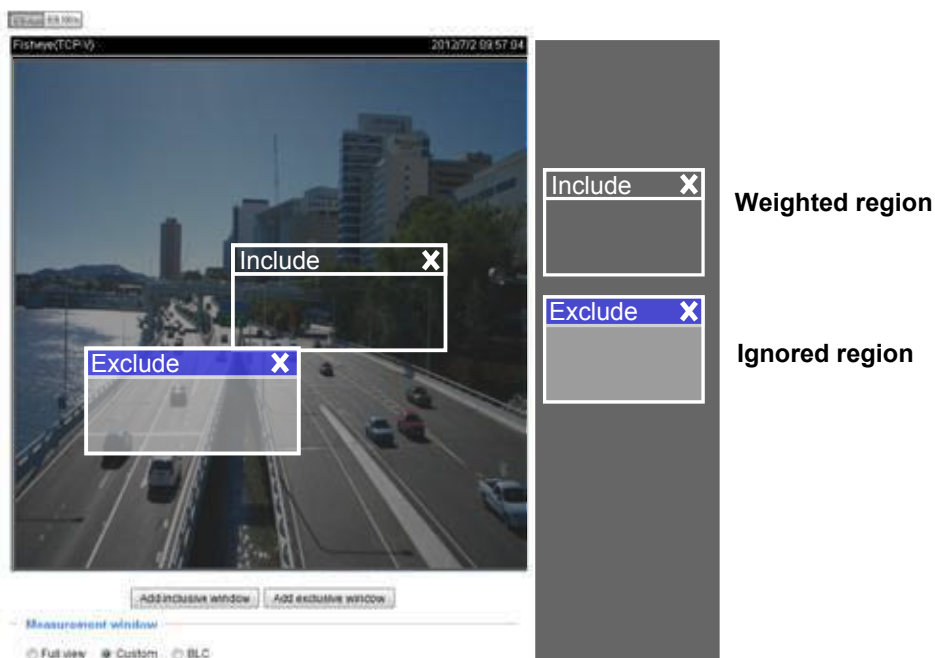 Fisheye(TCP-V) 2012/7/2 09:57:04
Include X
Weighted region
Include X
Exclude X
Ignored region
Exclude X
Add inclusive window Add exclusive window
Measurement window
Full view Custom BLC